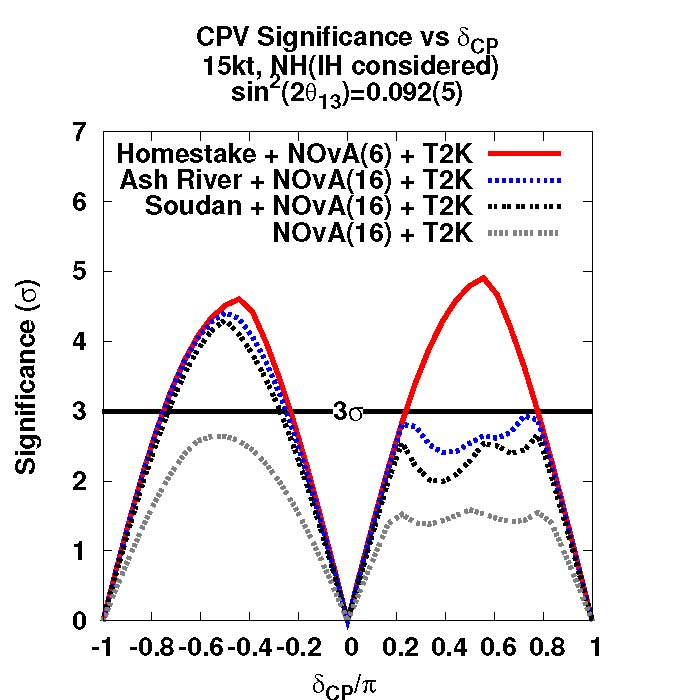 CPV Significance vs δCP
15kt, NH(IH considered)
sin2(2θ13)=0.092(5)
7
Homestake + NOvA(6) + T2K
Ash River + NOvA(16) + T2K
6
Soudan + NOvA(16) + T2K
NOvA(16) + T2K
5
4
3
3σ
2
1
0
Significance (σ)
-1 -0.8 -0.6 -0.4 -0.2 0 0.2 0.4 0.6 0.8 1
δCP/π